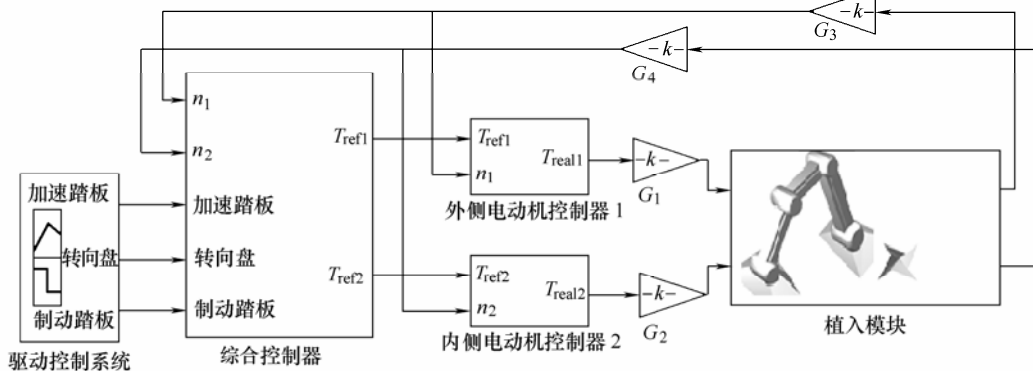 -k-
G3
-k-
G4
n1
n2
加速踏板
转向盘
制动踏板
Tref1
Tref2
综合控制器
加速踏板
转向盘
制动踏板
驱动控制系统
Tref1
n1
Treal1
外侧电动机控制器 1
-k-
G1
Tref2
n2
Treal2
内侧电动机控制器 2
-k-
G2
植入模块